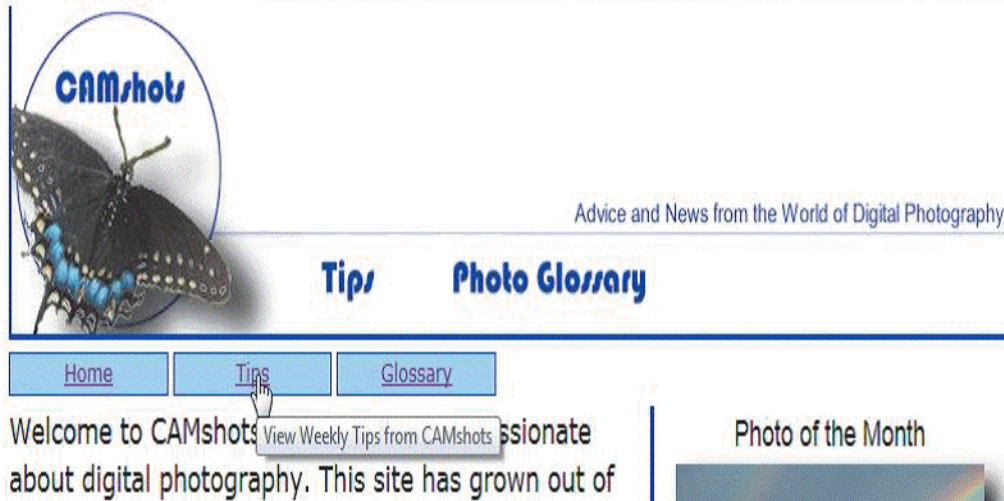 CAMshots
Advice and News from the World of Digital Photography
Tips Photo Glossary
Home Tips Glossary
Welcome to CAMshots View Weekly Tips from CAMshots ssionate
about digital photography. This site has grown out of
Photo of the Month